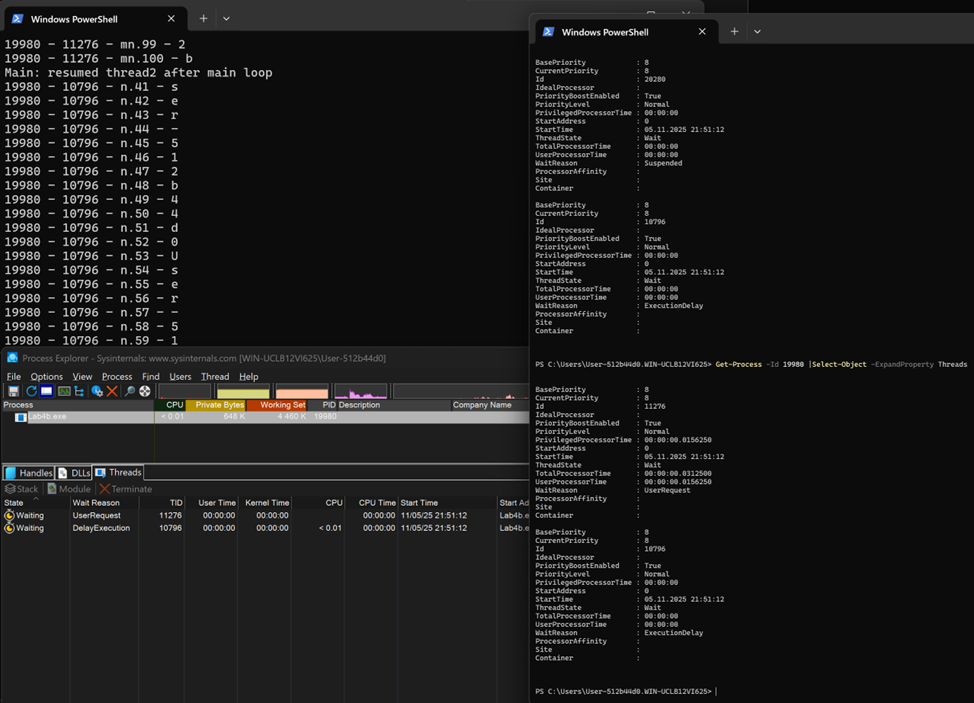 Windows PowerShell
19980 - 11276 - mn.99 - 2
19980 - 11276 - mn.100 - b
Main: resumed thread2 after main loop
19980 - 10796 - n.41 - s
19980 - 10796 - n.42 - e
19980 - 10796 - n.43 - r
19980 - 10796 - n.44 - -
19980 - 10796 - n.45 - 5
19980 - 10796 - n.46 - 1
19980 - 10796 - n.47 - 2
19980 - 10796 - n.48 - b
19980 - 10796 - n.49 - 4
19980 - 10796 - n.50 - 4
19980 - 10796 - n.51 - d
19980 - 10796 - n.52 - 0
19980 - 10796 - n.53 - U
19980 - 10796 - n.54 - s
19980 - 10796 - n.55 - e
19980 - 10796 - n.56 - r
19980 - 10796 - n.57 - -
19980 - 10796 - n.58 - 5
19980 - 10796 - n.59 - 1
Process Explorer - Sysinternals: www.sysinternals.com [WIN-UCLB12VI625\User-512b44d0]
File Options View Process Find Users Thread Help
Process CPU Private Bytes Working Set PID Description Company Name
Lab4b.exe < 0.01 648 K 4 460 K 19980
Handles DLLs Threads
Stack Module Terminate
State Wait Reason TID User Time Kernel Time CPU CPU Time Start Time Start Ad
Waiting UserRequest 11276 00:00:00 00:00:00 00:00:00 11/05/25 21:51:12 Lab4b.e
Waiting DelayExecution 10796 00:00:00 00:00:00 < 0.01 00:00:00 11/05/25 21:51:12 Lab4b.e
Windows PowerShell
BasePriority : 8
CurrentPriority : 8
Id : 20280
IdealProcessor :
PriorityBoostEnabled : True
PriorityLevel : Normal
PrivilegedProcessorTime : 00:00:00
StartAddress : 0
StartTime : 05.11.2025 21:51:12
ThreadState : Wait
TotalProcessorTime : 00:00:00
UserProcessorTime : 00:00:00
WaitReason : Suspended
ProcessorAffinity :
Site :
Container :
BasePriority : 8
CurrentPriority : 8
Id : 10796
IdealProcessor :
PriorityBoostEnabled : True
PriorityLevel : Normal
PrivilegedProcessorTime : 00:00:00
StartAddress : 0
StartTime : 05.11.2025 21:51:12
ThreadState : Wait
TotalProcessorTime : 00:00:00
UserProcessorTime : 00:00:00
WaitReason : ExecutionDelay
ProcessorAffinity :
Site :
Container :
PS C:\Users\User-512b44d0.WIN-UCLB12VI625> Get-Process -Id 19980 |Select-Object -ExpandProperty Threads
BasePriority : 8
CurrentPriority : 8
Id : 11276
IdealProcessor :
PriorityBoostEnabled : True
PriorityLevel : Normal
PrivilegedProcessorTime : 00:00:00.0156250
StartAddress : 0
StartTime : 05.11.2025 21:51:12
ThreadState : Wait
TotalProcessorTime : 00:00:00.0312500
UserProcessorTime : 00:00:00.0156250
WaitReason : UserRequest
ProcessorAffinity :
Site :
Container :
BasePriority : 8
CurrentPriority : 8
Id : 10796
IdealProcessor :
PriorityBoostEnabled : True
PriorityLevel : Normal
PrivilegedProcessorTime : 00:00:00
StartAddress : 0
StartTime : 05.11.2025 21:51:12
ThreadState : Wait
TotalProcessorTime : 00:00:00
UserProcessorTime : 00:00:00
WaitReason : ExecutionDelay
ProcessorAffinity :
Site :
Container :
PS C:\Users\User-512b44d0.WIN-UCLB12VI625>